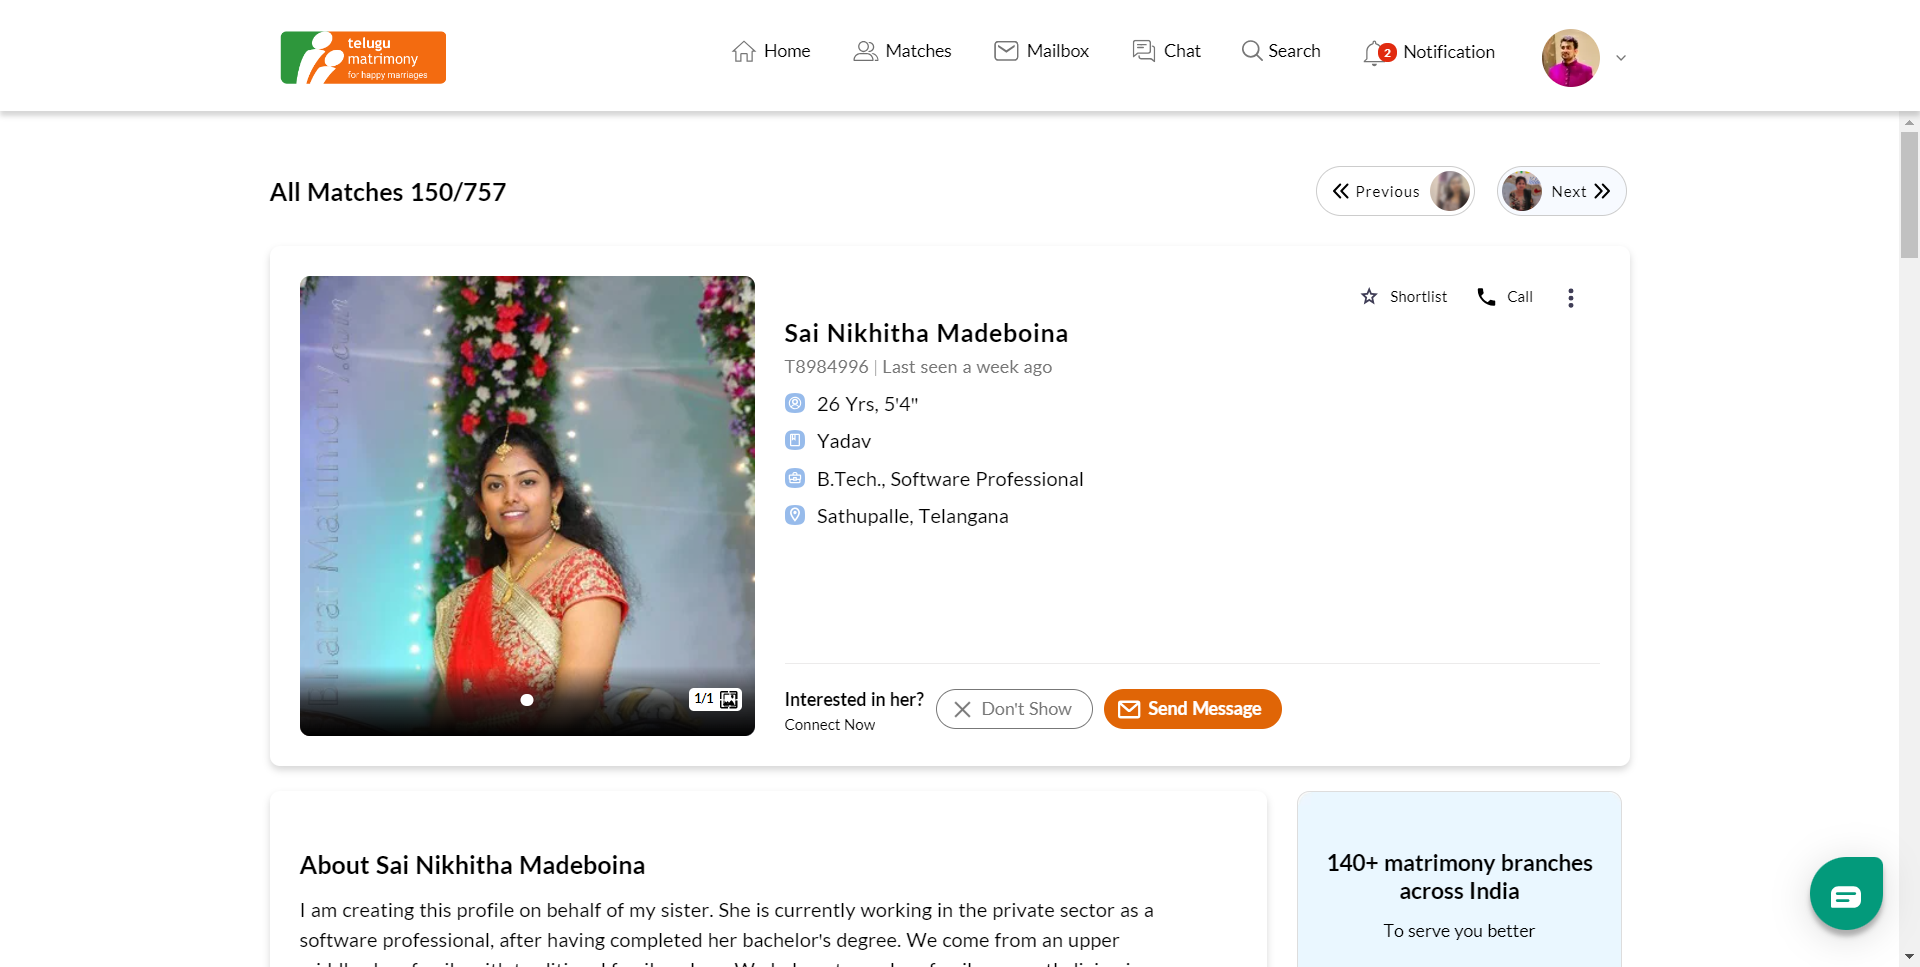 telugu
matrimony
for happy marriages
Home
Matches
Mailbox
Chat
Search
2
Notification
All Matches 150/757
Previous
Next
Bharat Matrimony.com
Shortlist
Call
Sai Nikhitha Madeboina
T8984996 | Last seen a week ago
26 Yrs, 5'4"
Yadav
B.Tech., Software Professional
Sathupalle, Telangana
1/1
Interested in her?
Connect Now
Don't Show
Send Message
About Sai Nikhitha Madeboina
I am creating this profile on behalf of my sister. She is currently working in the private sector as a
software professional, after having completed her bachelor's degree. We come from an upper
140+ matrimony branches
across India
To serve you better